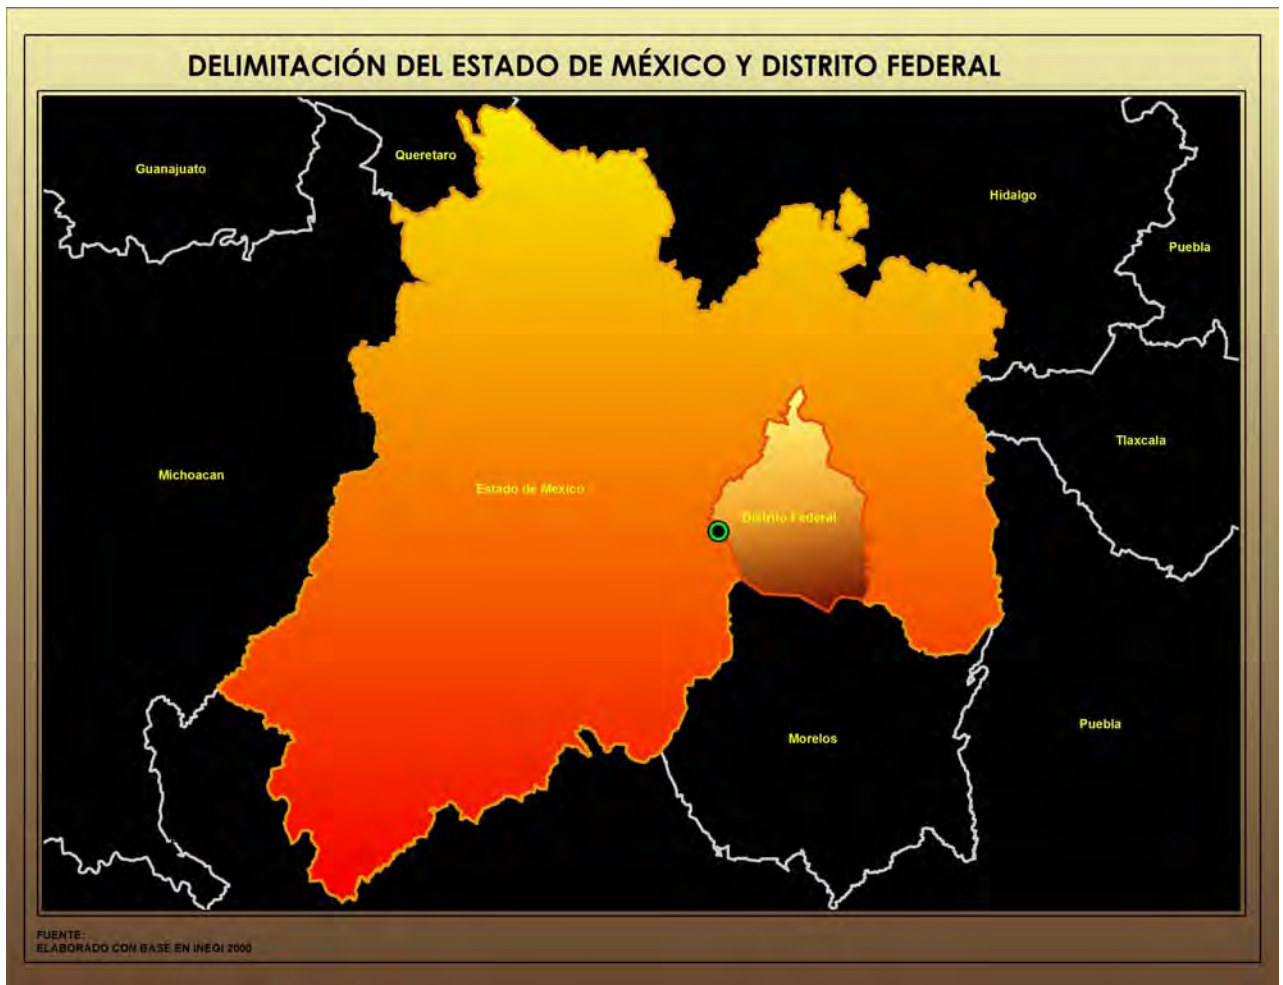 DELIMITACIÓN DEL ESTADO DE MÉXICO Y DISTRITO FEDERAL
Guanajuato
Queretaro
Hidalgo
Puebla
Tlaxcala
Michoacan
Estado de Mexico
Distrito Federal
Morelos
Puebla
FUENTE:
ELABORADO CON BASE EN INEGI 2000